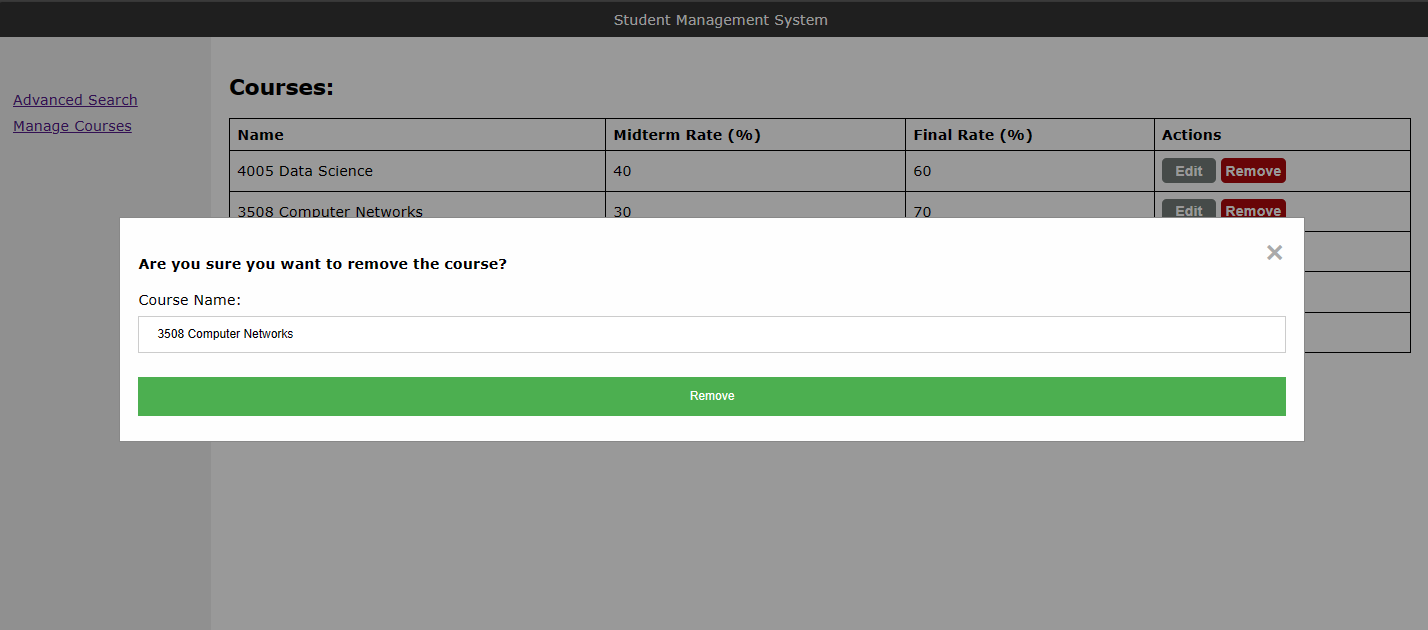 Student Management System
Advanced Search
Manage Courses
Courses:
Name Midterm Rate (%) Final Rate (%) Actions
4005 Data Science 40 60 Edit Remove
3508 Computer Networks 30 70 Edit Remove
Are you sure you want to remove the course?
×
Course Name:
3508 Computer Networks
Remove